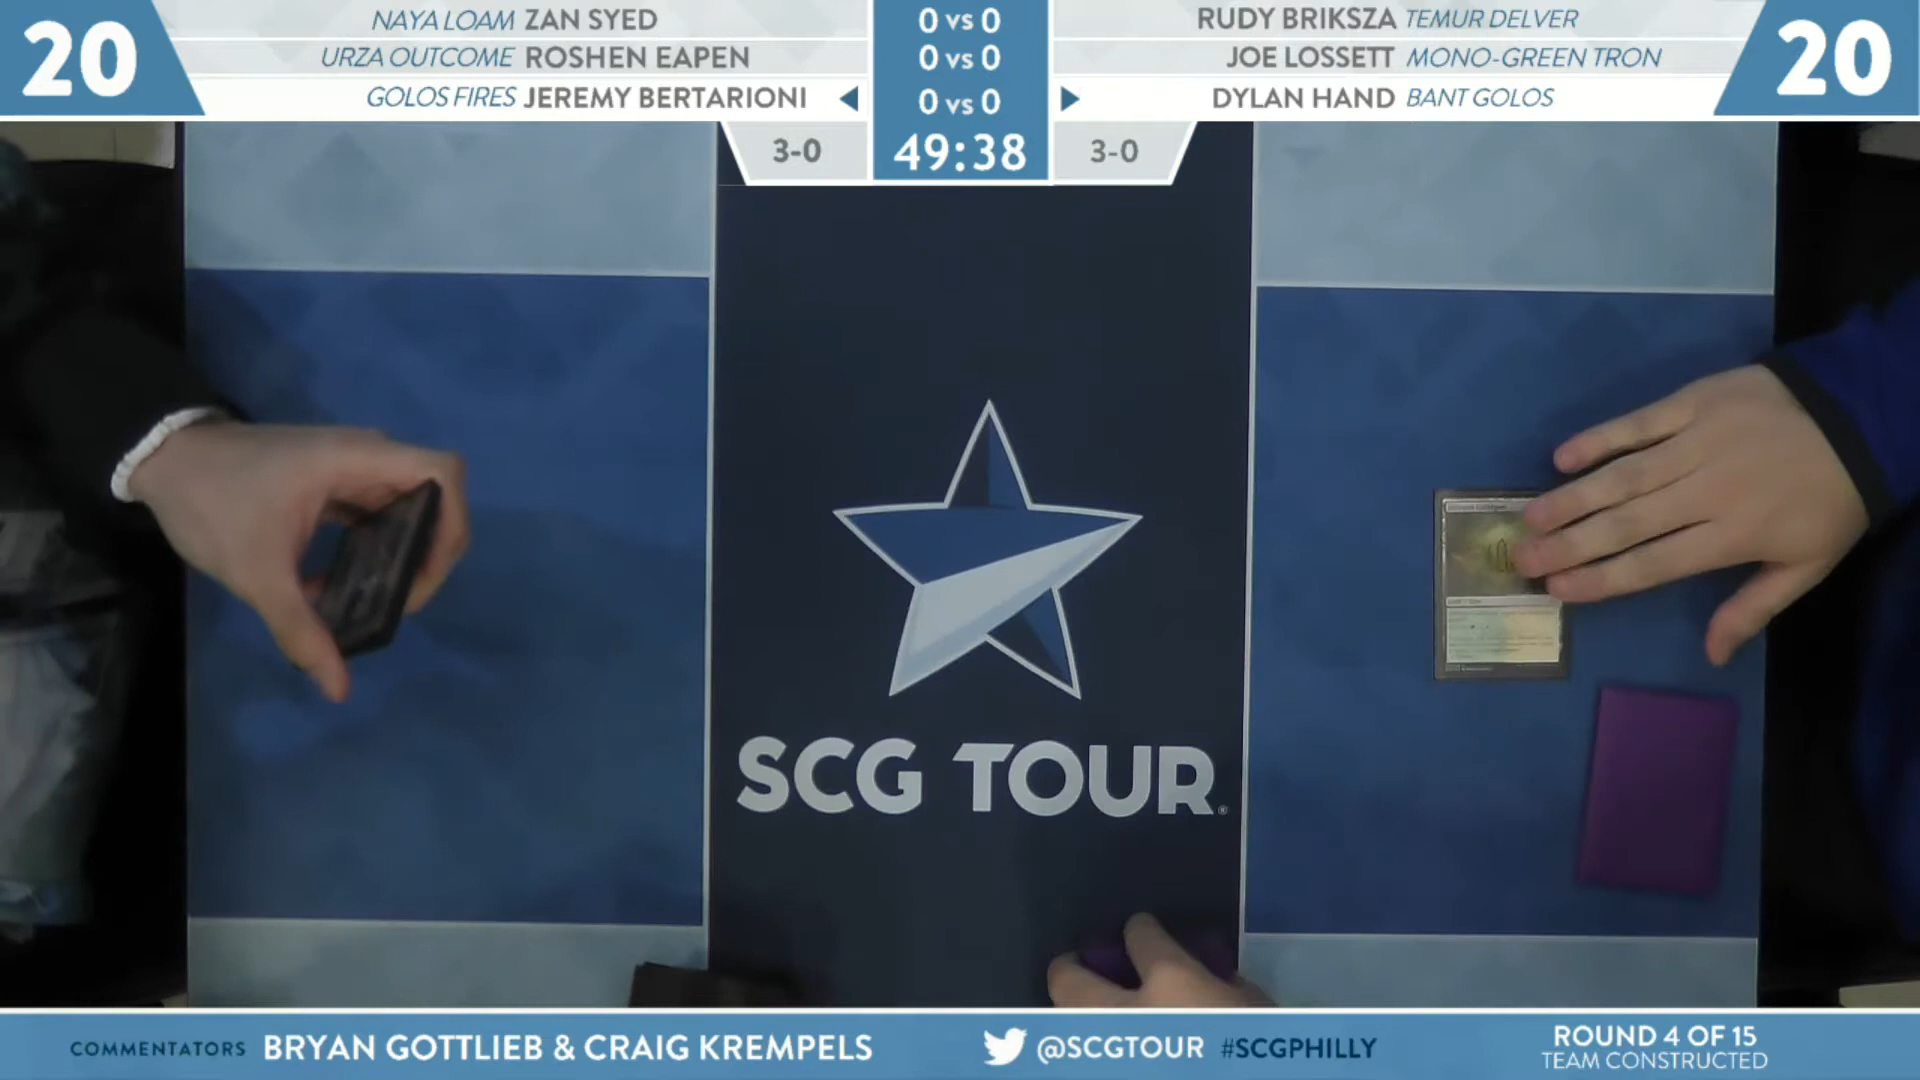 20
NAYA LOAM ZAN SYED
0 vs 0
RUDY BRIKSZA TEMUR DELVER
20
URZA OUTCOME ROSHEN EAPEN
0 vs 0
JOE LOSSETT MONO-GREEN TRON
GOLOS FIRES JEREMY BERTARIONI
0 vs 0
DYLAN HAND BANT GOLOS
3-0
49:38
3-0
SCG TOUR®
COMMENTATORS BRYAN GOTTLIEB & CRAIG KREMPELS
@SCGTOUR #SCGPHILLY
ROUND 4 OF 15
TEAM CONSTRUCTED